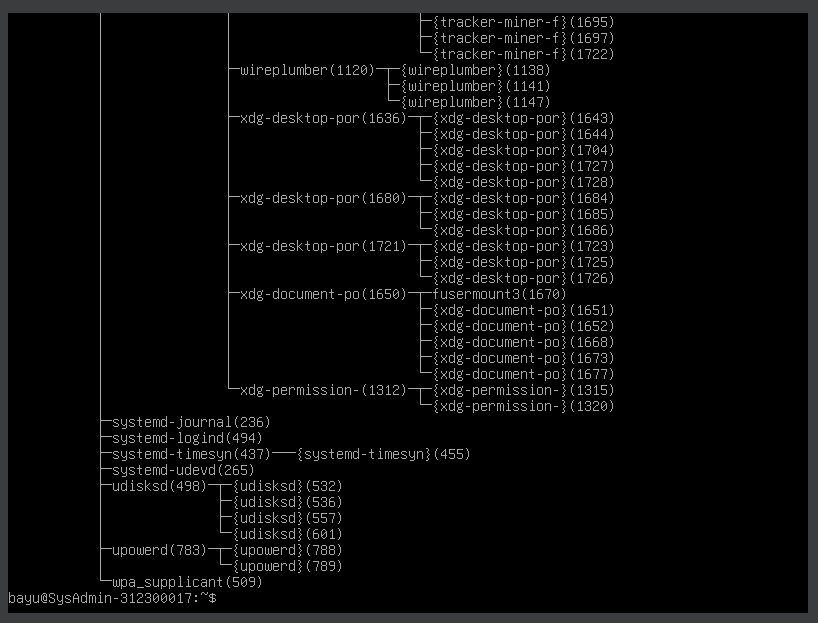 ├─{tracker-miner-f}(1695)
├─{tracker-miner-f}(1697)
└─{tracker-miner-f}(1722)
├─wireplumber(1120)─┬─{wireplumber}(1138)
├─{wireplumber}(1141)
└─{wireplumber}(1147)
├─xdg-desktop-por(1636)─┬─{xdg-desktop-por}(1643)
├─{xdg-desktop-por}(1644)
├─{xdg-desktop-por}(1704)
├─{xdg-desktop-por}(1727)
└─{xdg-desktop-por}(1728)
├─xdg-desktop-por(1680)─┬─{xdg-desktop-por}(1684)
├─{xdg-desktop-por}(1685)
└─{xdg-desktop-por}(1686)
├─xdg-desktop-por(1721)─┬─{xdg-desktop-por}(1723)
├─{xdg-desktop-por}(1725)
└─{xdg-desktop-por}(1726)
├─xdg-document-po(1650)─┬─fusermount3(1670)
├─{xdg-document-po}(1651)
├─{xdg-document-po}(1652)
├─{xdg-document-po}(1668)
├─{xdg-document-po}(1673)
└─{xdg-document-po}(1677)
└─xdg-permission-(1312)─┬─{xdg-permission-}(1315)
└─{xdg-permission-}(1320)
├─systemd-journal(236)
├─systemd-logind(494)
├─systemd-timesyn(437)───{systemd-timesyn}(455)
├─systemd-udevd(265)
├─udisksd(498)─┬─{udisksd}(532)
├─{udisksd}(536)
├─{udisksd}(557)
└─{udisksd}(601)
├─upowerd(783)─┬─{upowerd}(788)
└─{upowerd}(789)
└─wpa_supplicant(509)
bayu@SysAdmin-312300017:~$